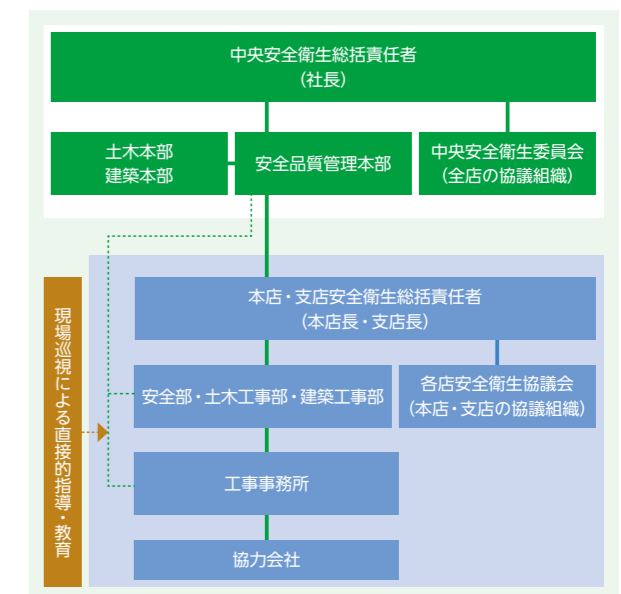 中央安全衛生総括責任者
(社長)
土木本部
建築本部
安全品質管理本部
中央安全衛生委員会
(全店の協議組織)
本店・支店安全衛生総括責任者
(本店長・支店長)
安全部・土木工事部・建築工事部
各店安全衛生協議会
(本店・支店の協議組織)
工事事務所
協力会社
現場巡視による直接的指導・教育